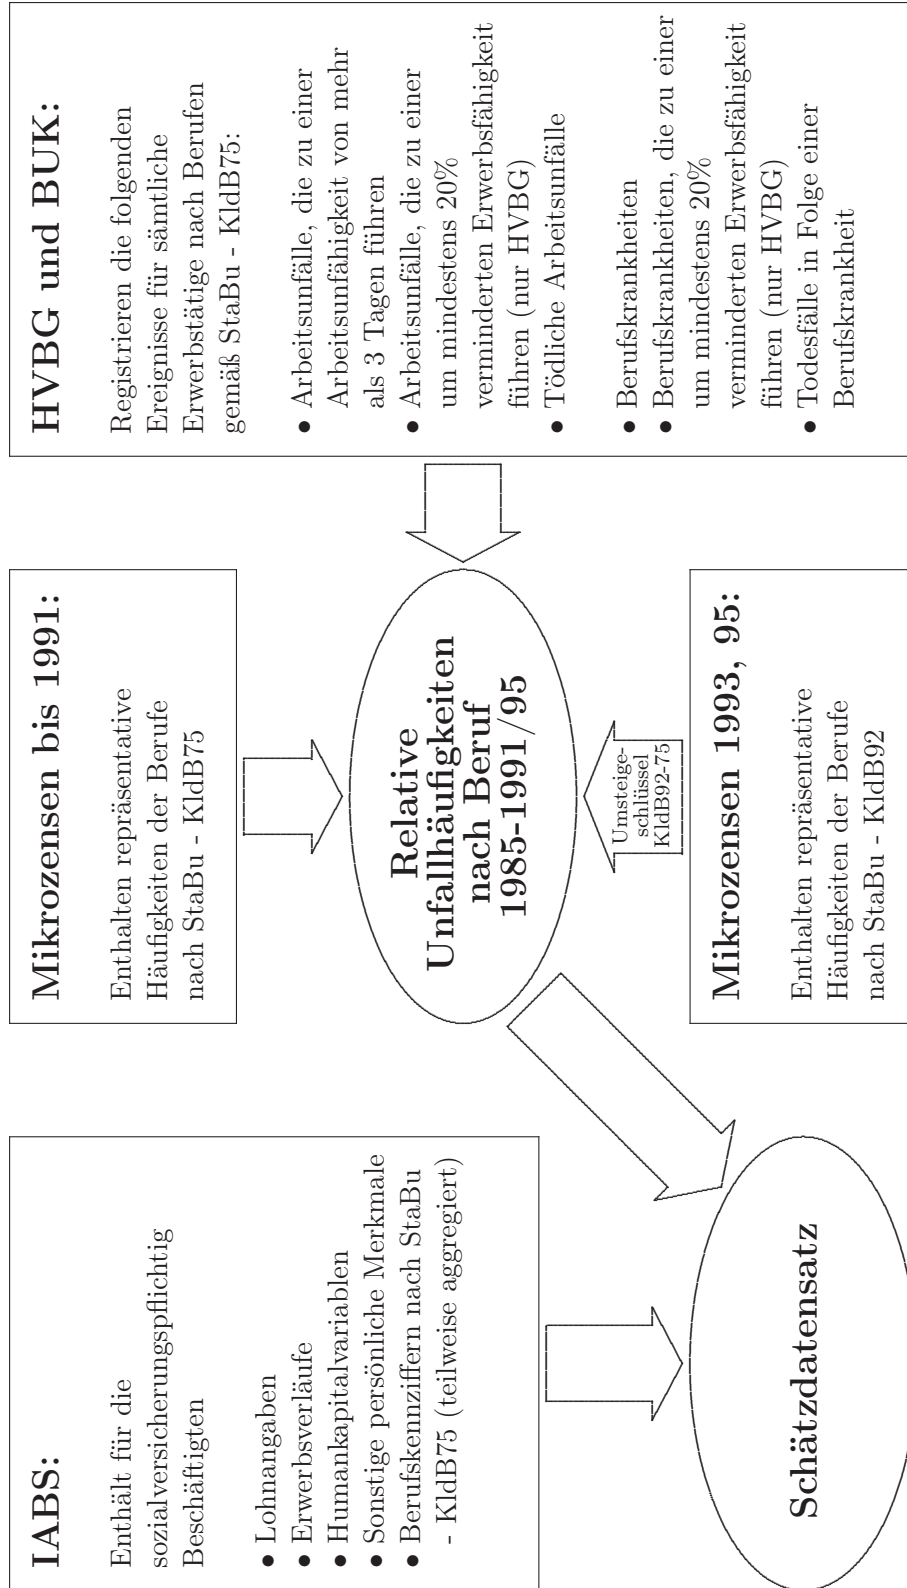 IABS:
Enthält für die
sozialversicherungspflichtig
Beschäftigten
• Lohnangaben
• Erwerbsverläufe
• Humankapitalvariablen
• Sonstige persönliche Merkmale
• Berufskennziffern nach StaBu
- KldB75 (teilweise aggregiert)
Schätzdatensatz
Mikrozensen bis 1991:
Enthalten repräsentative
Häufigkeiten der Berufe
nach StaBu - KldB75
Relative
Unfallhäufigkeiten
nach Beruf
1985-1991/95
Umsteige-
schlüssel
KldB92-75
Mikrozensen 1993, 95:
Enthalten repräsentative
Häufigkeiten der Berufe
nach StaBu - KldB92
HVBG und BUK:
Registrieren die folgenden
Ereignisse für sämtliche
Erwerbstätige nach Berufen
gemäß StaBu - KldB75:
• Arbeitsunfälle, die zu einer
Arbeitsunfähigkeit von mehr
als 3 Tagen führen
• Arbeitsunfälle, die zu einer
um mindestens 20%
verminderten Erwerbsfähigkeit
führen (nur HVBG)
• Tödliche Arbeitsunfälle
• Berufskrankheiten
• Berufskrankheiten, die zu einer
um mindestens 20%
verminderten Erwerbsfähigkeit
führen (nur HVBG)
• Todesfälle in Folge einer
Berufskrankheit